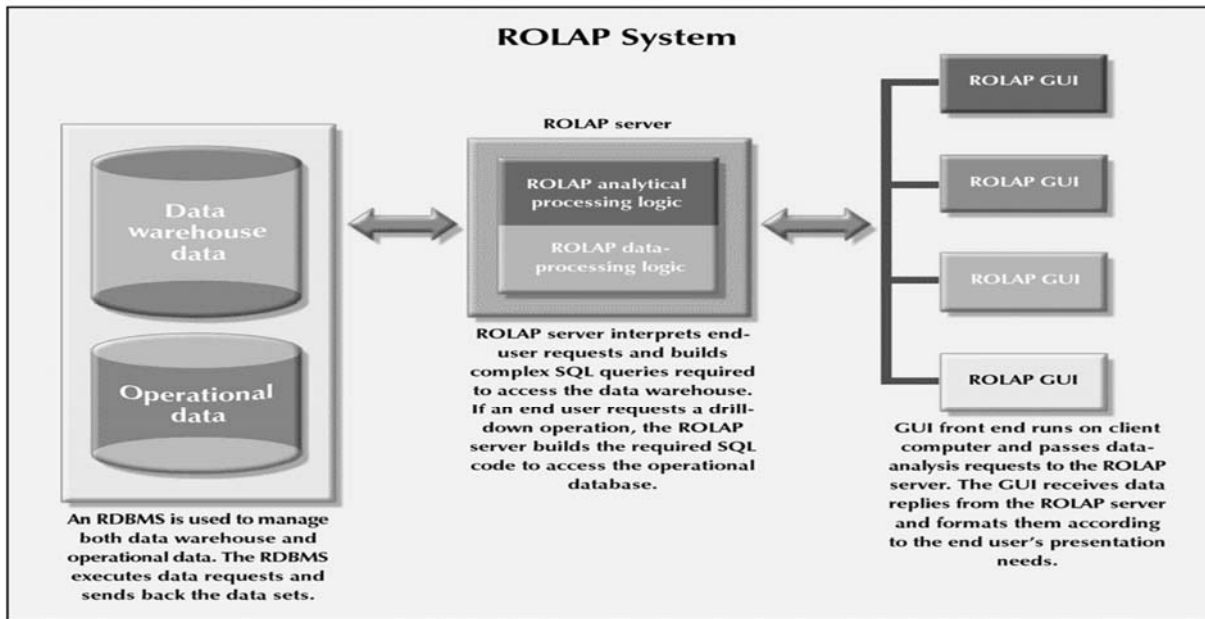 ROLAP System
Data
warehouse
data
Operational
data
An RDBMS is used to manage
both data warehouse and
operational data. The RDBMS
executes data requests and
sends back the data sets.
ROLAP server
ROLAP analytical
processing logic
ROLAP data-
processing logic
ROLAP server interprets end-
user requests and builds
complex SQL queries required
to access the data warehouse.
If an end user requests a drill-
down operation, the ROLAP
server builds the required SQL
code to access the operational
database.
ROLAP GUI
ROLAP GUI
ROLAP GUI
ROLAP GUI
GUI front end runs on client
computer and passes data-
analysis requests to the ROLAP
server. The GUI receives data
replies from the ROLAP server
and formats them according
to the end user's presentation
needs.